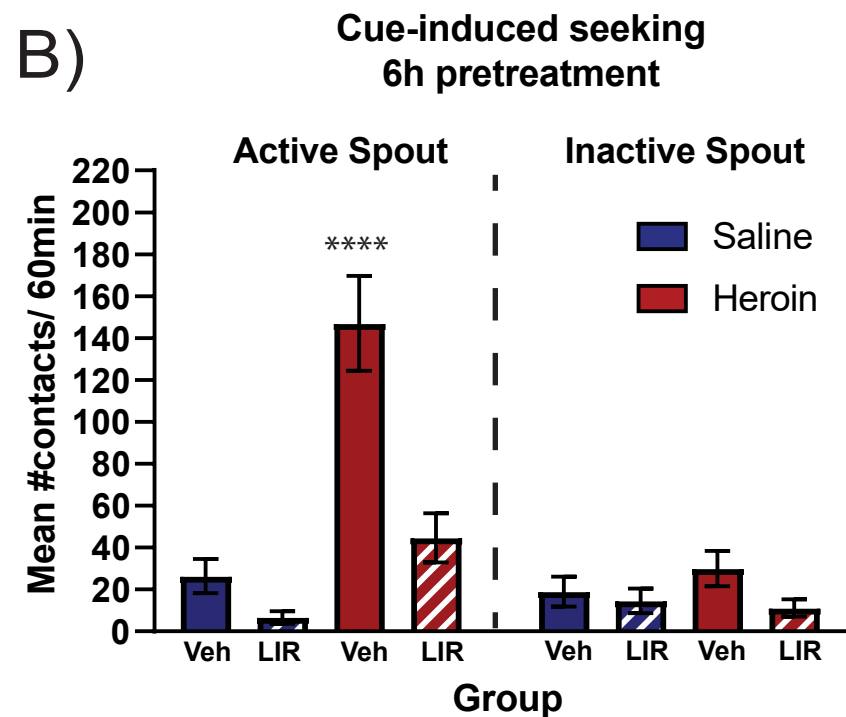 B)
Cue-induced seeking
6h pretreatment
Active Spout
Inactive Spout
Mean #contacts/ 60min
220
200
180
160
140
120
100
80
60
40
20
0
****
Saline
Heroin
Veh LIR Veh LIR Veh LIR Veh LIR
Group